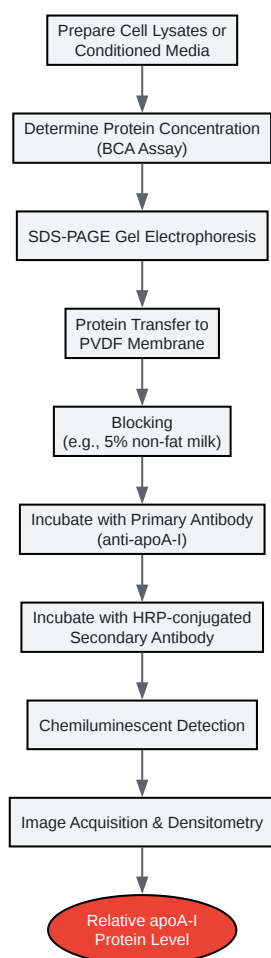 Prepare Cell Lysates or
Conditioned Media
Determine Protein Concentration
(BCA Assay)
SDS-PAGE Gel Electrophoresis
Protein Transfer to
PVDF Membrane
Blocking
(e.g., 5% non-fat milk)
Incubate with Primary Antibody
(anti-apoA-I)
Incubate with HRP-conjugated
Secondary Antibody
Chemiluminescent Detection
Image Acquisition & Densitometry
Relative apoA-I
Protein Level